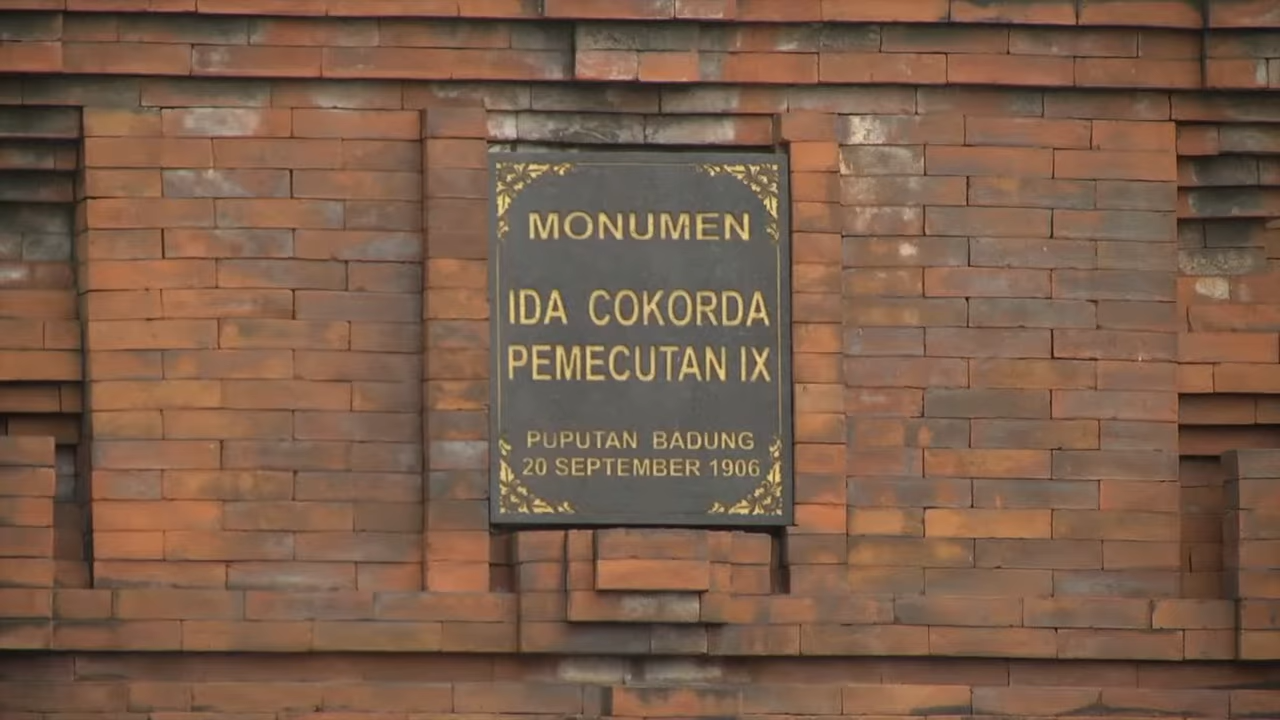 MONUMEN
IDA COKORDA
PEMECUTAN IX
PUPUTAN BADUNG
20 SEPTEMBER 1906